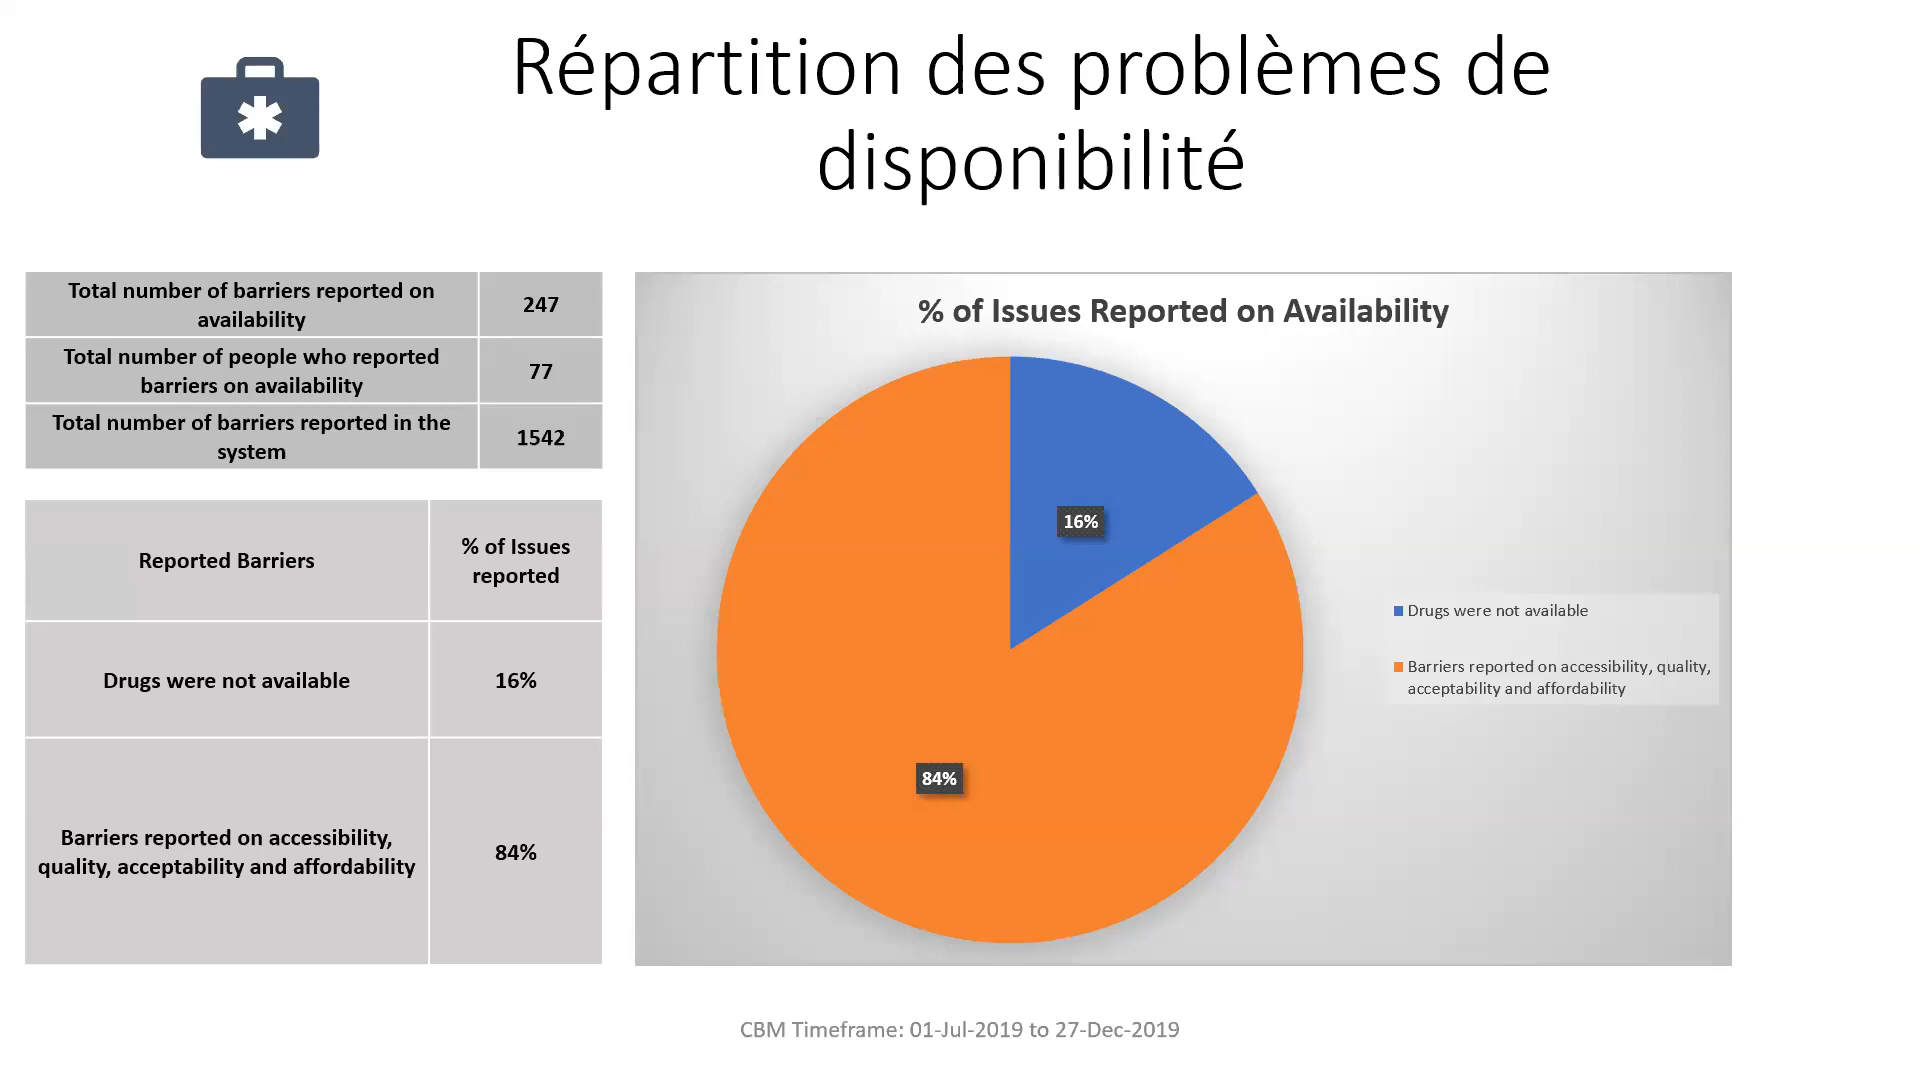 Répartition des problèmes de
disponibilité
Total number of barriers reported on
availability
247
Total number of people who reported
barriers on availability
77
Total number of barriers reported in the
system
1542
Reported Barriers
% of Issues
reported
Drugs were not available
16%
Barriers reported on accessibility,
quality, acceptability and affordability
84%
% of Issues Reported on Availability
16%
84%
Drugs were not available
Barriers reported on accessibility, quality,
acceptability and affordability
CBM Timeframe: 01-Jul-2019 to 27-Dec-2019